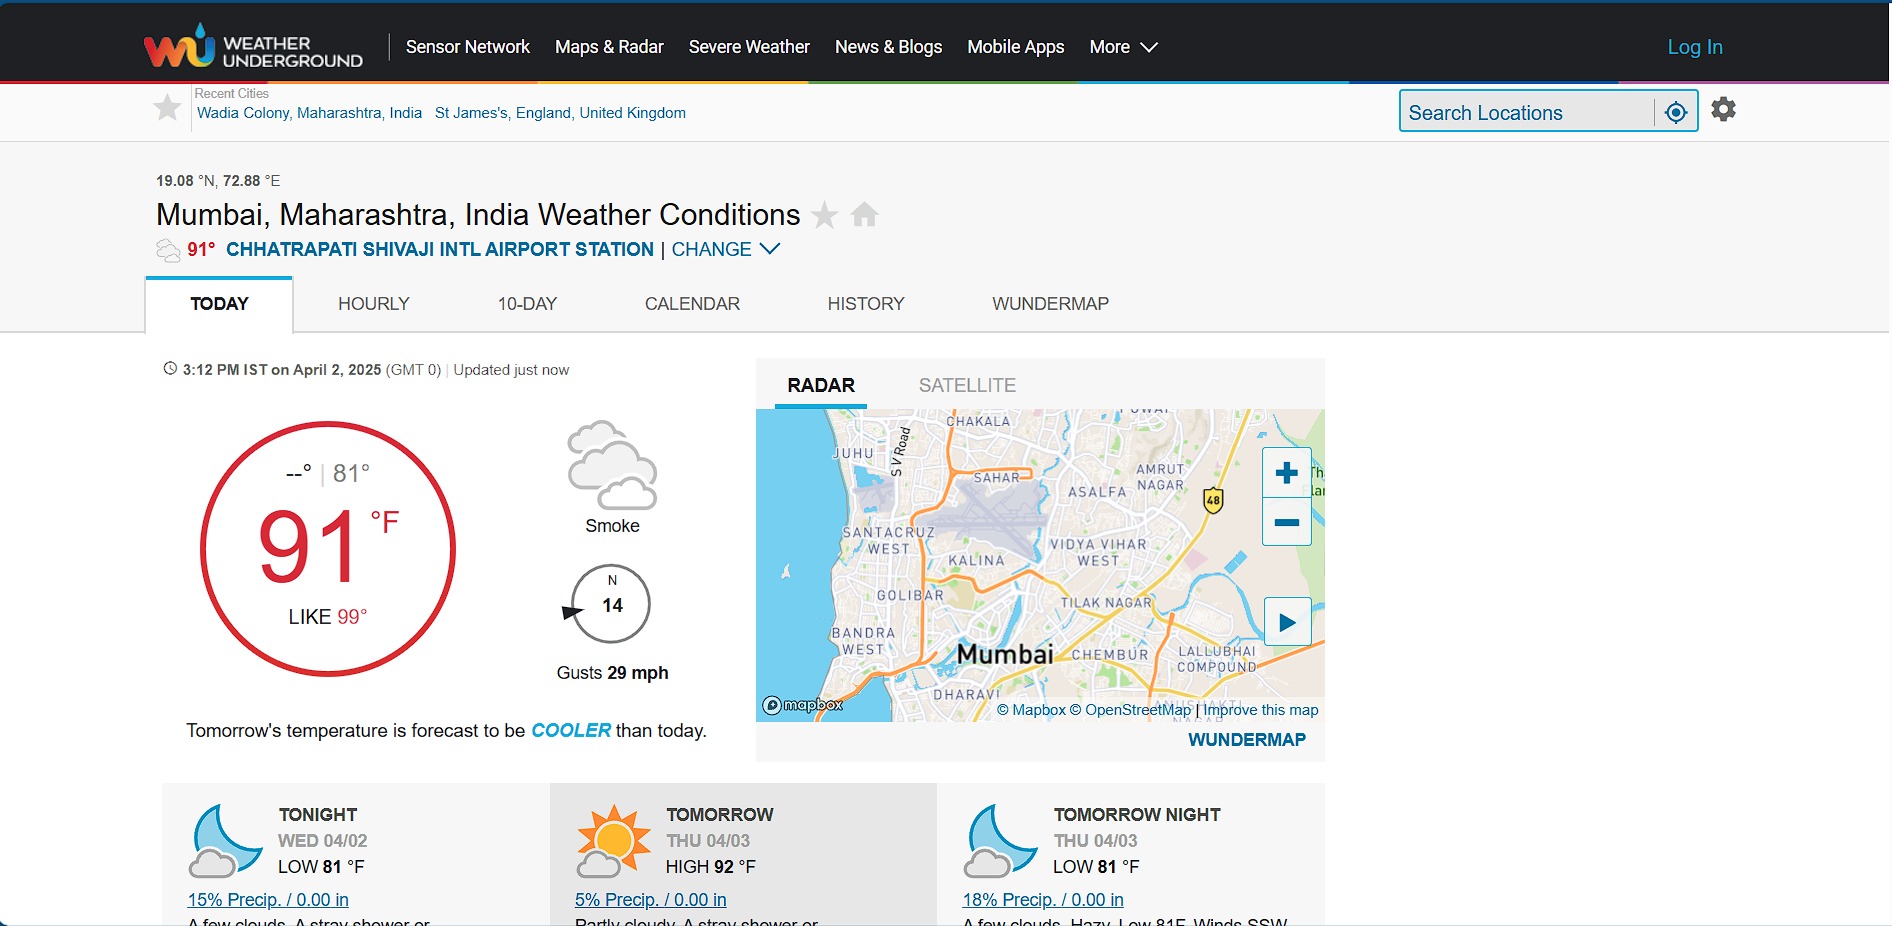 WU WEATHER UNDERGROUND
Sensor Network Maps & Radar Severe Weather News & Blogs Mobile Apps More
Log In
Recent Cities
Wadia Colony, Maharashtra, India St James's, England, United Kingdom
Search Locations
19.08 °N, 72.88 °E
Mumbai, Maharashtra, India Weather Conditions
91° CHHATRAPATI SHIVAJI INTL AIRPORT STATION | CHANGE
TODAY HOURLY 10-DAY CALENDAR HISTORY WUNDERMAP
3:12 PM IST on April 2, 2025 (GMT 0) | Updated just now
--° | 81°
91 °F
LIKE 99°
Smoke
N
14
Gusts 29 mph
Tomorrow's temperature is forecast to be COOLER than today.
RADAR SATELLITE
POWAI
CHAKALA
JUHU
S V Road
SAHAR
AMRUT
NAGAR
ASALFA
48
SANTACRUZ
WEST
VIDYA VIHAR
WEST
KALINA
GOLIBAR
TILAK NAGAR
BANDRA
WEST
Mumbai
CHEMBUR
LALLUBHAI
COMPOUND
DHARAVI
mapbox
© Mapbox © OpenStreetMap | Improve this map
WUNDERMAP
TONIGHT
WED 04/02
LOW 81 °F
15% Precip. / 0.00 in
A few clouds. A stray shower or
TOMORROW
THU 04/03
HIGH 92 °F
5% Precip. / 0.00 in
Partly cloudy. A stray shower or
TOMORROW NIGHT
THU 04/03
LOW 81 °F
18% Precip. / 0.00 in
A few clouds. Hazy. Low 81F. Winds SSW